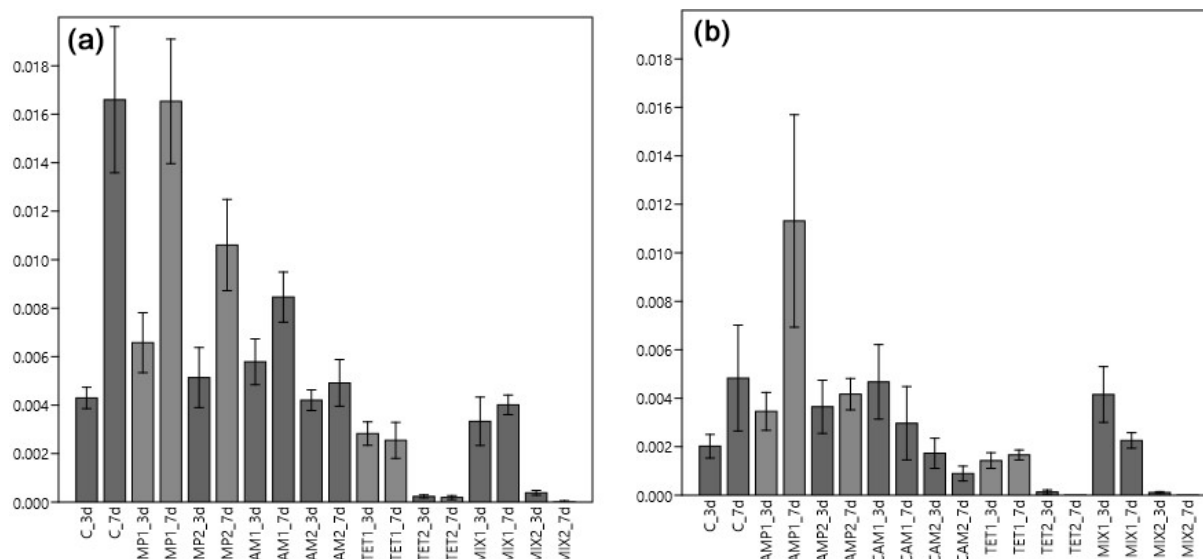 (a)
0.018
0.016
0.014
0.012
0.010
0.008
0.006
0.004
0.002
0.000
C_3d
C_7d
MP1_3d
MP1_7d
MP2_3d
MP2_7d
AM1_3d
AM1_7d
AM2_3d
AM2_7d
TET1_3d
TET1_7d
TET2_3d
TET2_7d
MIX1_3d
MIX1_7d
MIX2_3d
MIX2_7d
(b)
0.018
0.016
0.014
0.012
0.010
0.008
0.006
0.004
0.002
0.000
C_3d
C_7d
AMP1_3d
AMP1_7d
AMP2_3d
AMP2_7d
CAM1_3d
CAM1_7d
CAM2_3d
CAM2_7d
TET1_3d
TET1_7d
TET2_3d
TET2_7d
MIX1_3d
MIX1_7d
MIX2_3d
MIX2_7d